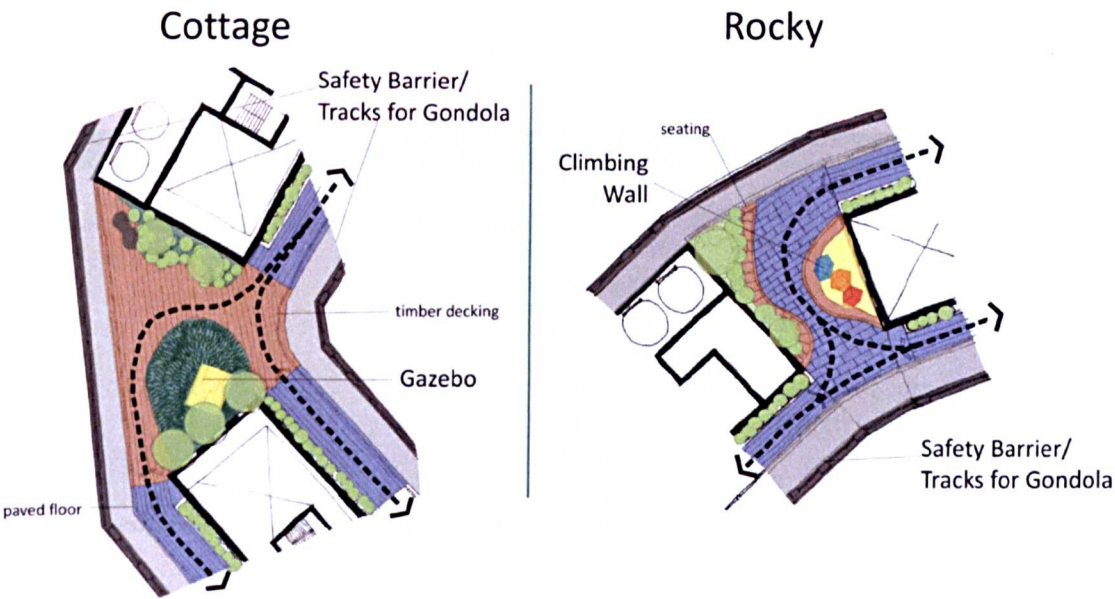 Cottage
Safety Barrier/
Tracks for Gondola
timber decking
Gazebo
paved floor
Rocky
seating
Climbing
Wall
Safety Barrier/
Tracks for Gondola